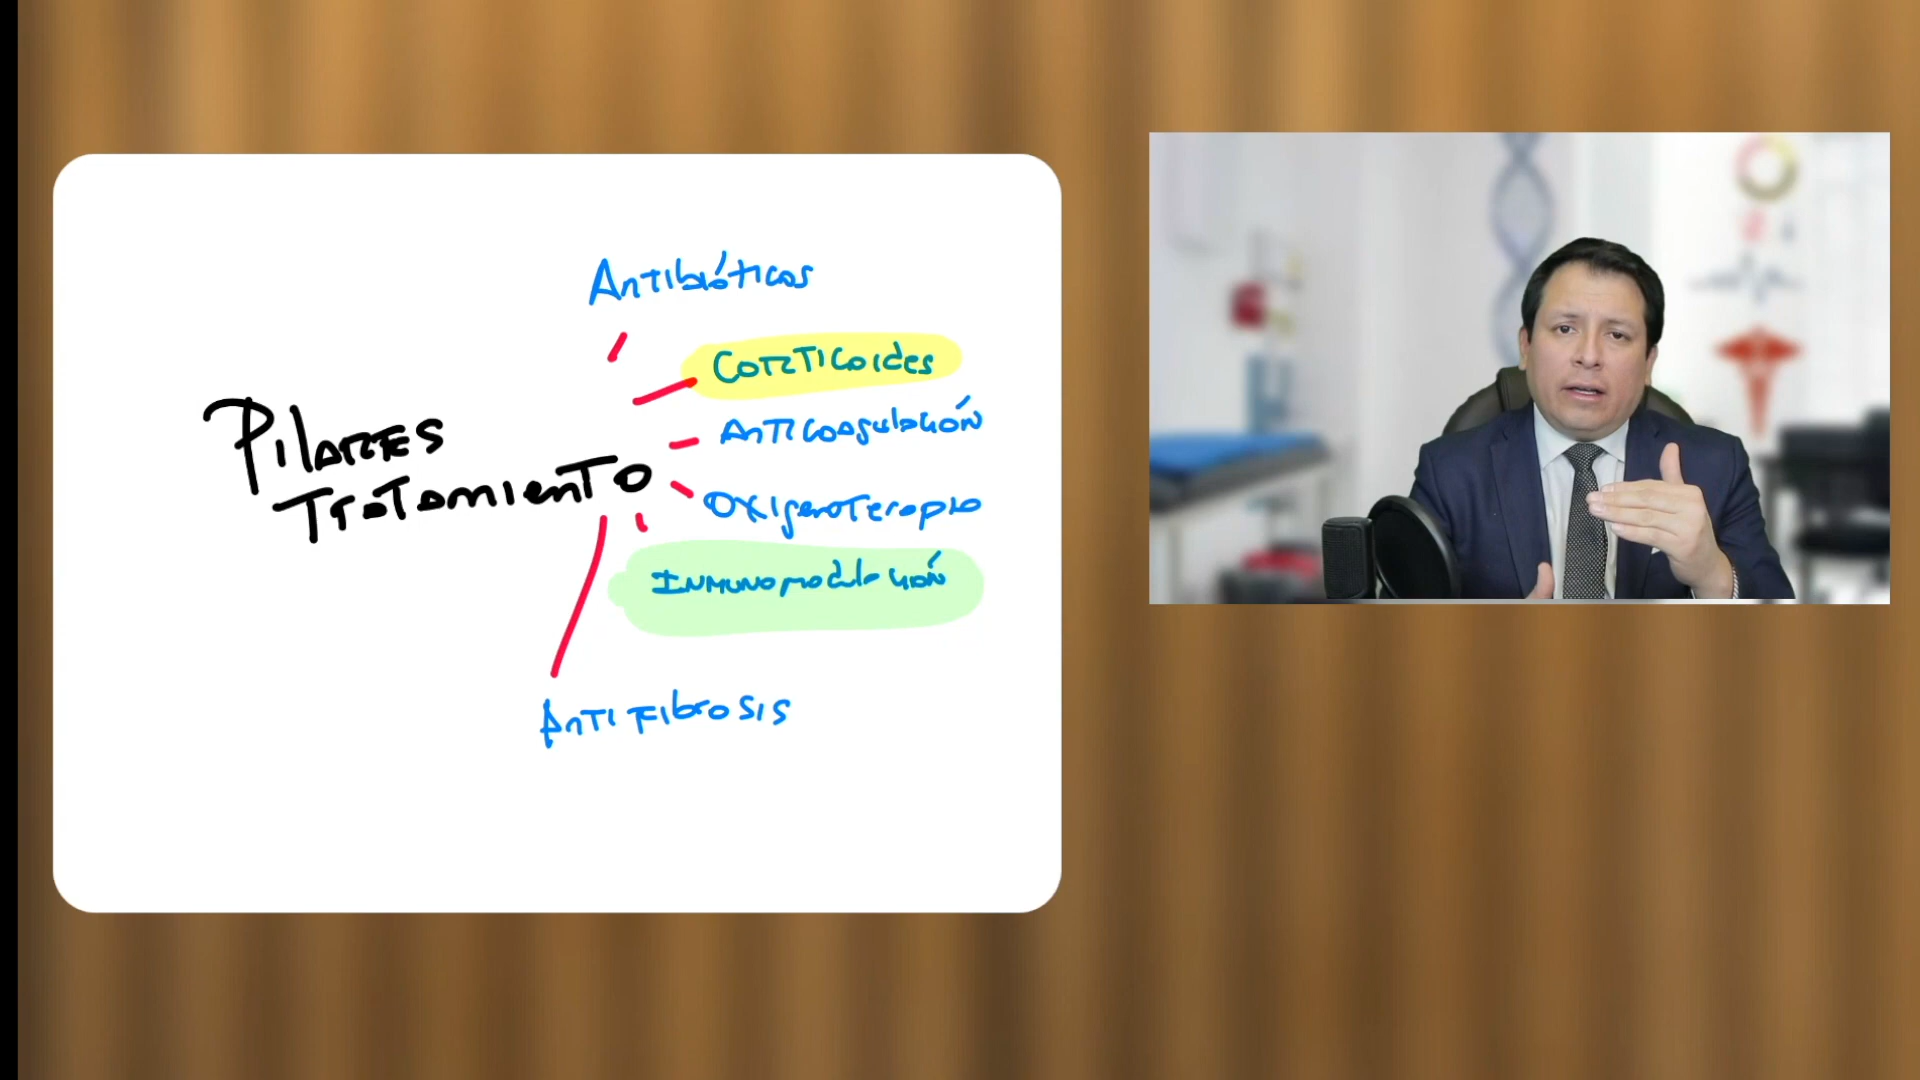 Pilares
Tratamiento
Antibióticos
Corticoides
Anticoagulación
Oxigenoterapia
Inmunomodulación
Antifibrosis